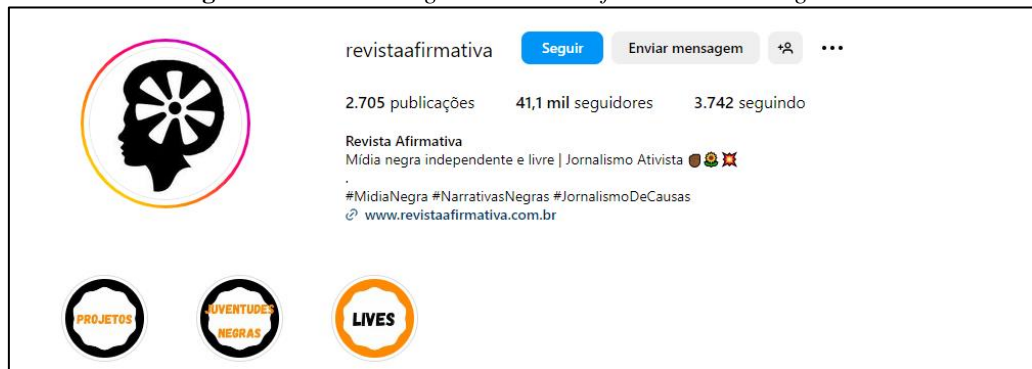 revistaafirmativa Seguir Enviar mensagem
2.705 publicações 41,1 mil seguidores 3.742 seguindo
Revista Afirmativa
Mídia negra independente e livre | Jornalismo Ativista ✊🏿🌻💥
.
#MidiaNegra #NarrativasNegras #JornalismoDeCausas
www.revistaafirmativa.com.br
PROJETOS
JUVENTUDES
NEGRAS
LIVES